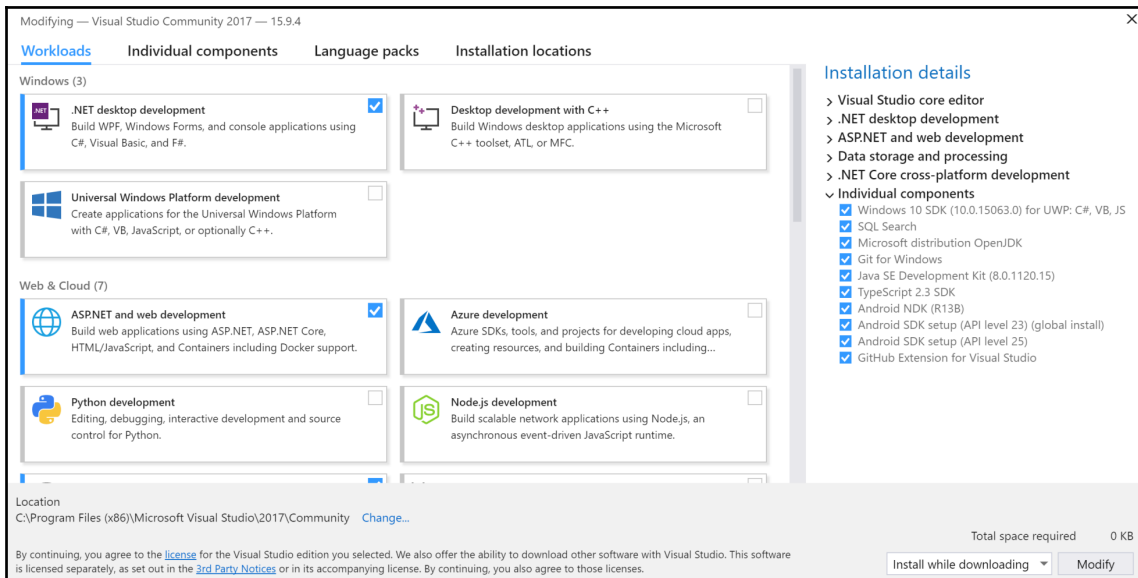 Modifying — Visual Studio Community 2017 — 15.9.4
Workloads
Individual components
Language packs
Installation locations
Windows (3)
.NET
.NET desktop development
Build WPF, Windows Forms, and console applications using
C#, Visual Basic, and F#.
Desktop development with C++
Build Windows desktop applications using the Microsoft
C++ toolset, ATL, or MFC.
Universal Windows Platform development
Create applications for the Universal Windows Platform
with C#, VB, JavaScript, or optionally C++.
Web & Cloud (7)
ASP.NET and web development
Build web applications using ASP.NET, ASP.NET Core,
HTML/JavaScript, and Containers including Docker support.
Azure development
Azure SDKs, tools, and projects for developing cloud apps,
creating resources, and building Containers including...
Python development
Editing, debugging, interactive development and source
control for Python.
JS
Node.js development
Build scalable network applications using Node.js, an
asynchronous event-driven JavaScript runtime.
Installation details
Visual Studio core editor
.NET desktop development
ASP.NET and web development
Data storage and processing
.NET Core cross-platform development
Individual components
Windows 10 SDK (10.0.15063.0) for UWP: C#, VB, JS
SQL Search
Microsoft distribution OpenJDK
Git for Windows
Java SE Development Kit (8.0.1120.15)
TypeScript 2.3 SDK
Android NDK (R13B)
Android SDK setup (API level 23) (global install)
Android SDK setup (API level 25)
GitHub Extension for Visual Studio
Location
C:\Program Files (x86)\Microsoft Visual Studio\2017\Community Change...
By continuing, you agree to the license for the Visual Studio edition you selected. We also offer the ability to download other software with Visual Studio. This software
is licensed separately, as set out in the 3rd Party Notices or in its accompanying license. By continuing, you also agree to those licenses.
Total space required 0 KB
Install while downloading
Modify